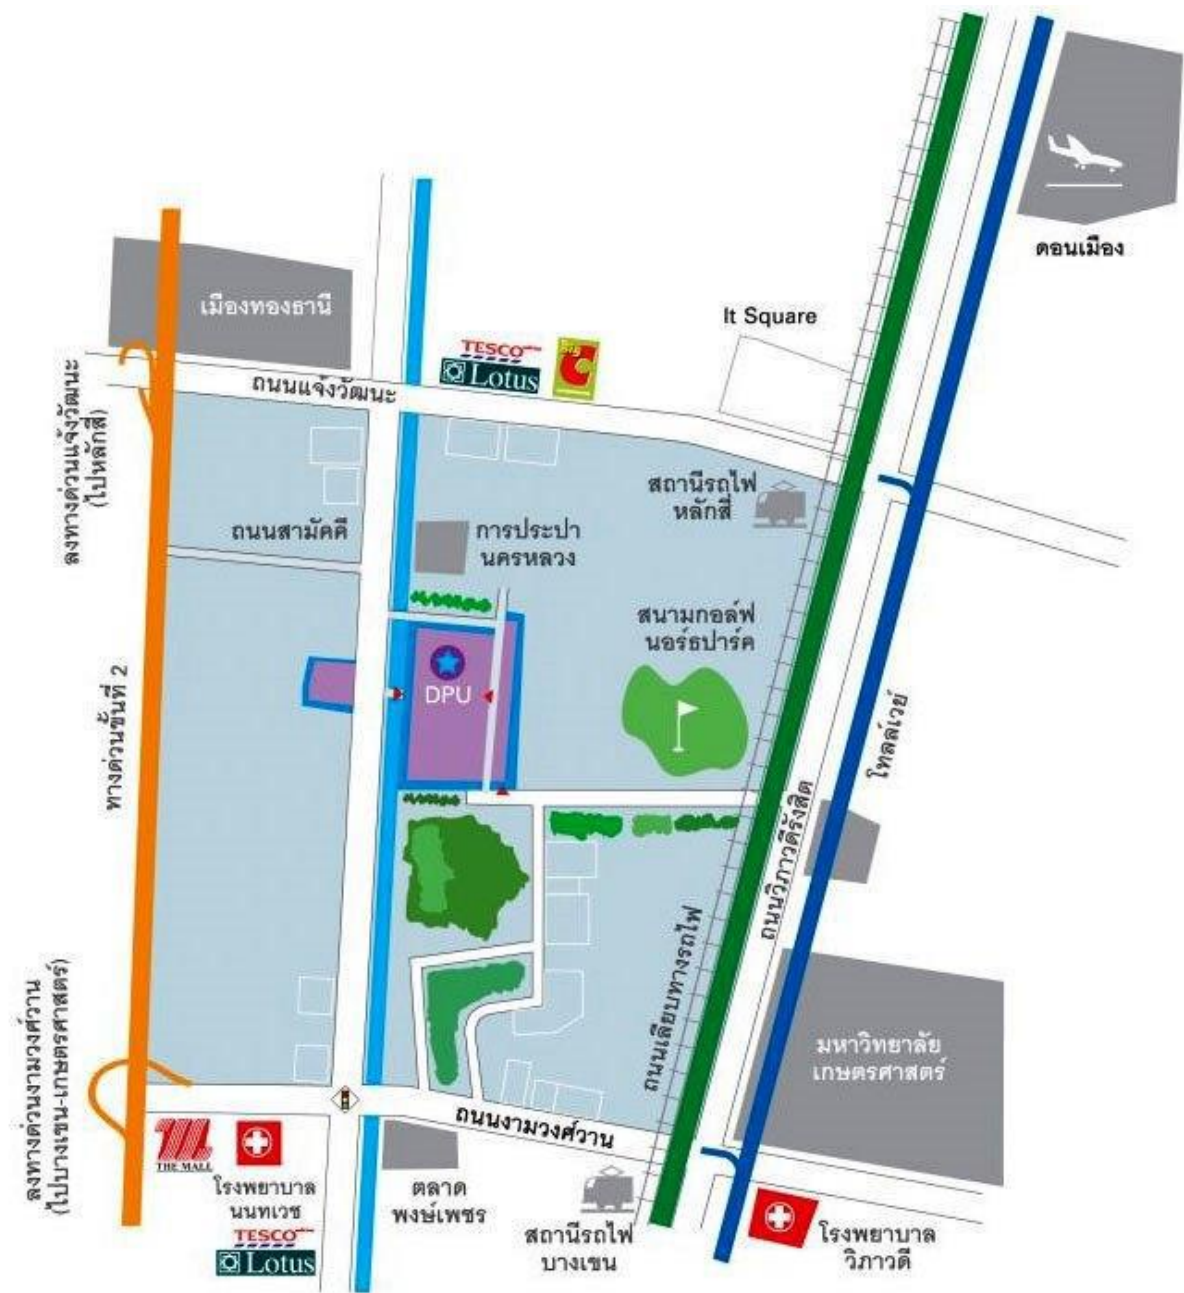 ดอนเมือง
เมืองทองธานี
It Square
TESCO
Lotus
Big
C
ถนนแจ้งวัฒนะ
ลงทางด่วนแจ้งวัฒนะ
(ไปหลักสี่)
สถานีรถไฟ
หลักสี่
ถนนสามัคคี
การประปา
นครหลวง
สนามกอล์ฟ
นอร์ธปาร์ค
DPU
ทางด่วนขั้นที่ 2
โทลล์เวย์
ถนนวิภาวดีรังสิต
ถนนเลียบทางรถไฟ
ลงทางด่วนงามวงศ์วาน
(ไปบางเขน-เกษตรศาสตร์)
มหาวิทยาลัย
เกษตรศาสตร์
ถนนงามวงศ์วาน
THE MALL
โรงพยาบาล
นนทเวช
TESCO
Lotus
ตลาด
พงษ์เพชร
สถานีรถไฟ
บางเขน
โรงพยาบาล
วิภาวดี